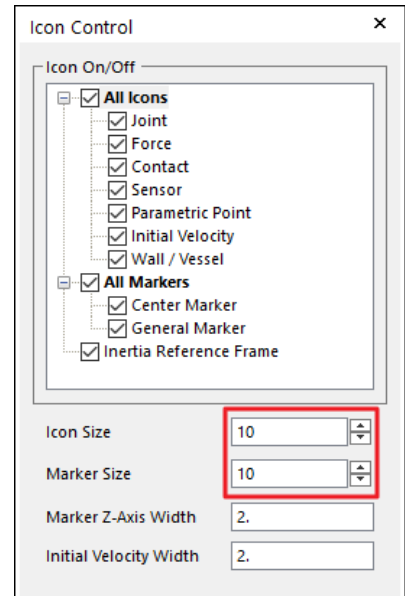 Icon Control
Icon On/Off
All Icons
Joint
Force
Contact
Sensor
Parametric Point
Initial Velocity
Wall / Vessel
All Markers
Center Marker
General Marker
Inertia Reference Frame
Icon Size 10
Marker Size 10
Marker Z-Axis Width 2.
Initial Velocity Width 2.